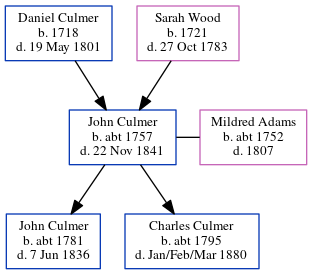 Daniel Culmer
b. 1718
d. 19 May 1801
Sarah Wood
b. 1721
d. 27 Oct 1783
John Culmer
b. abt 1757
d. 22 Nov 1841
Mildred Adams
b. abt 1752
d. 1807
John Culmer
b. abt 1781
d. 7 Jun 1836
Charles Culmer
b. abt 1795
d. Jan/Feb/Mar 1880